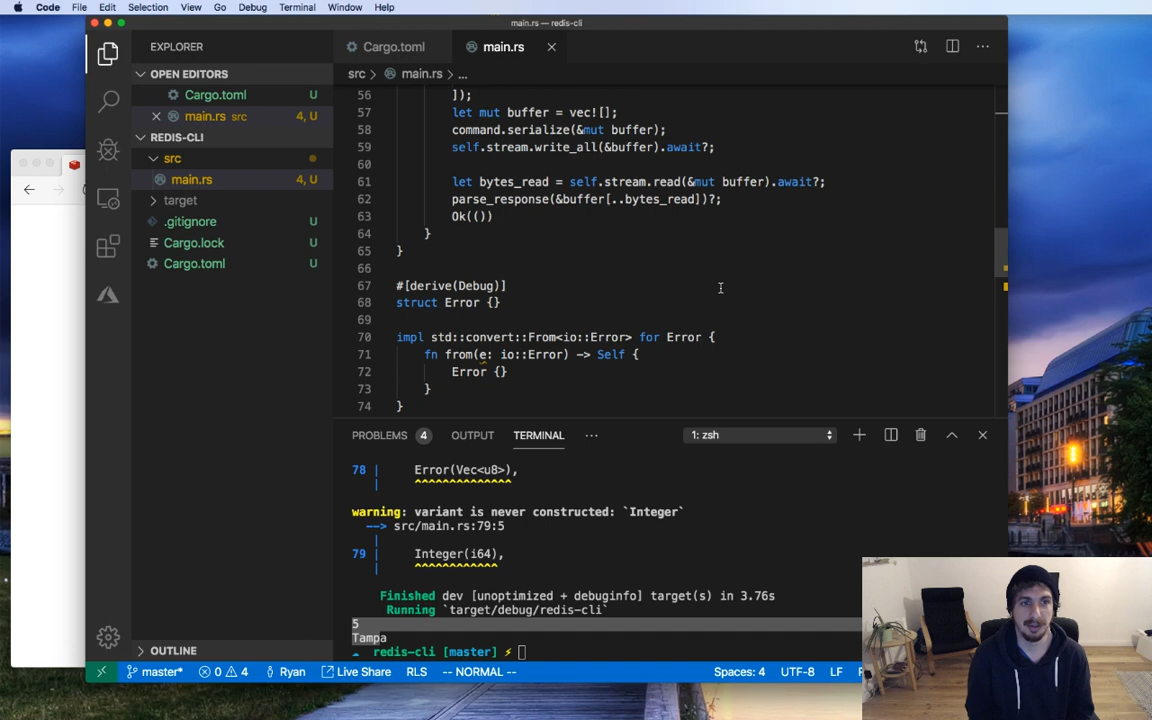 Code File Edit Selection View Go Debug Terminal Window Help
main.rs — redis-cli
EXPLORER
Cargo.toml
main.rs
OPEN EDITORS
src > main.rs > ...
Cargo.toml U
main.rs src 4, U
REDIS-CLI
src
main.rs 4, U
target
.gitignore U
Cargo.lock U
Cargo.toml U
56 ]);
57 let mut buffer = vec![];
58 command.serialize(&mut buffer);
59 self.stream.write_all(&buffer).await?;
60
61 let bytes_read = self.stream.read(&mut buffer).await?;
62 parse_response(&buffer[..bytes_read])?;
63 Ok(())
64 }
65 }
66
67 #[derive(Debug)]
68 struct Error {}
69
70 impl std::convert::From<io::Error> for Error {
71 fn from(e: io::Error) -> Self {
72 Error {}
73 }
74 }
PROBLEMS 4 OUTPUT TERMINAL ... 1: zsh
78 | Error(Vec<u8>),
| ^^^^^^^^^^^^^^
warning: variant is never constructed: `Integer`
--> src/main.rs:79:5
|
79 | Integer(i64),
| ^^^^^^^^^^^^
Finished dev [unoptimized + debuginfo] target(s) in 3.76s
Running `target/debug/redis-cli`
5
Tampa
redis-cli [master] ⚡
OUTLINE
master* 0 4 Ryan Live Share RLS -- NORMAL -- Spaces: 4 UTF-8 LF